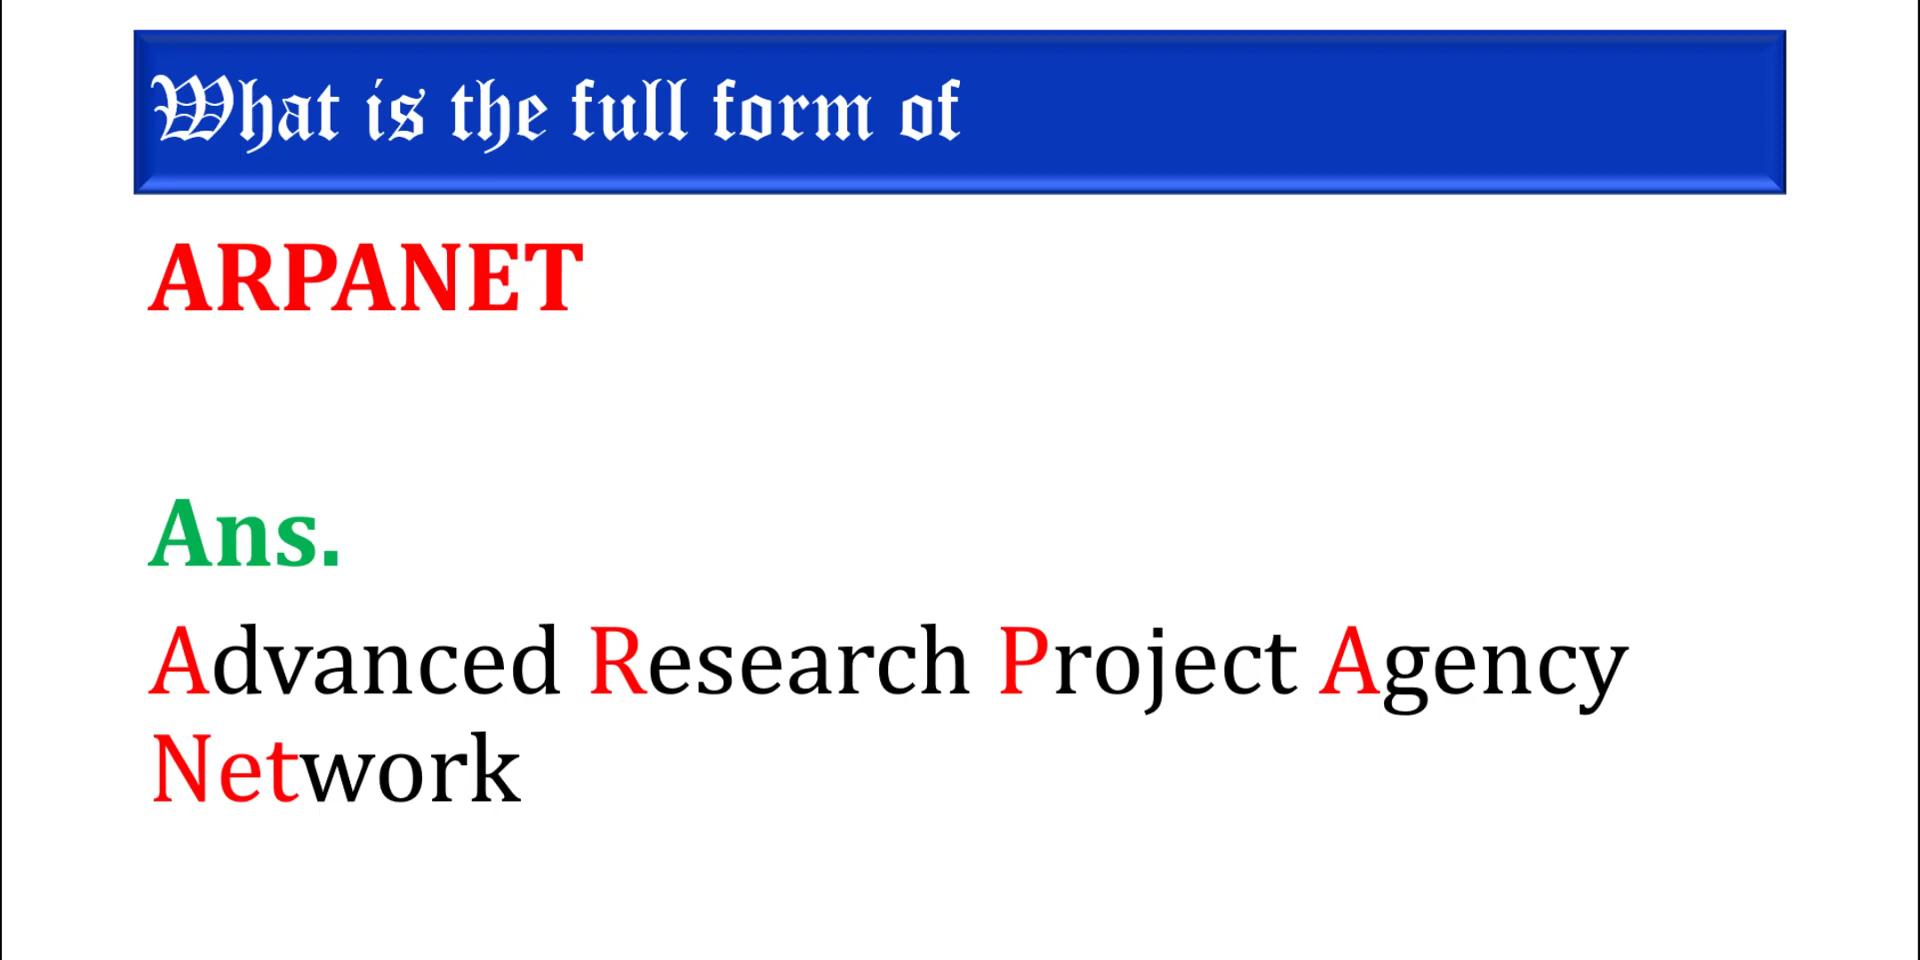 What is the full form of
ARPANET
Ans.
Advanced Research Project Agency
Network